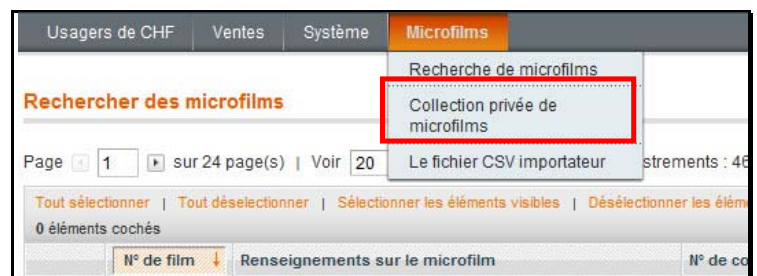 Usagers de CHF Ventes Système Microfilms
Recherche de microfilms
Rechercher des microfilms
Collection privée de
microfilms
Page 1 sur 24 page(s) | Voir 20
Le fichier CSV importateur
strements : 46
Tout sélectionner | Tout déselectionner | Sélectionner les éléments visibles | Désélectionner les élém
0 éléments cochés
N° de film ↓ Renseignements sur le microfilm N° de co